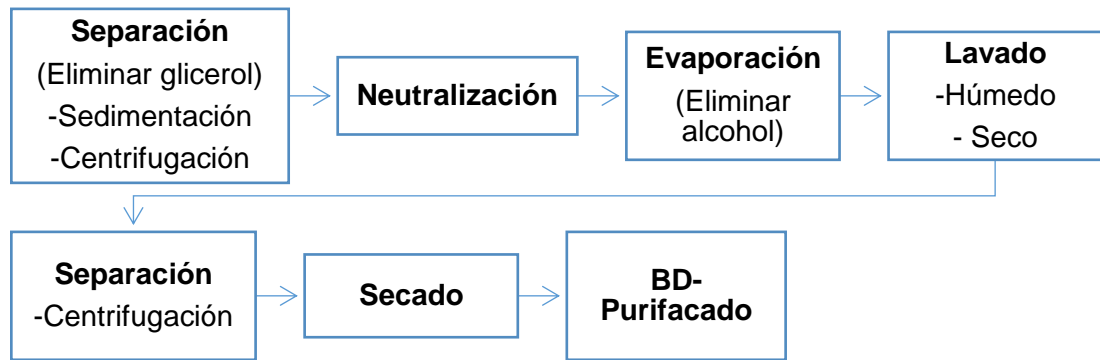 Separación
(Eliminar glicerol)
-Sedimentación
-Centrifugación
Neutralización
Evaporación
(Eliminar
alcohol)
Lavado
-Húmedo
- Seco
Separación
-Centrifugación
Secado
BD-
Purifacado